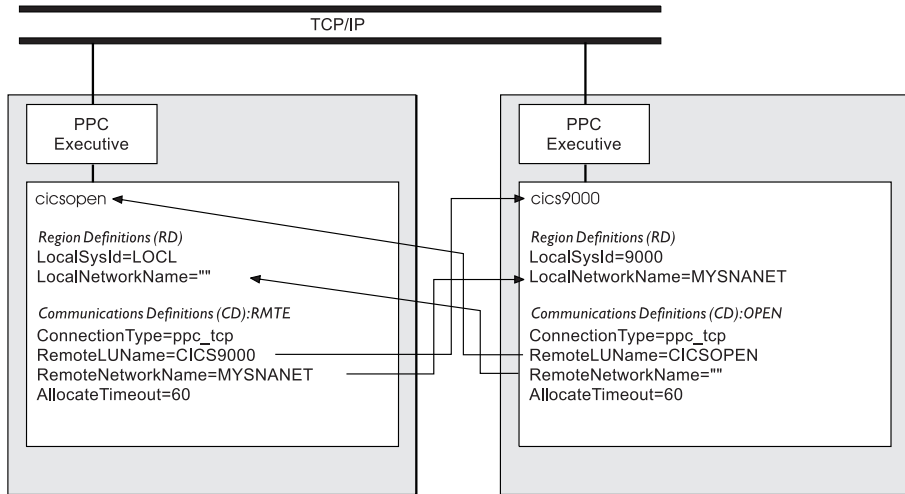 TCP/IP
PPC
Executive
cicsopen
Region Definitions (RD)
LocalSysId=LOCL
LocalNetworkName=""
Communications Definitions (CD):RMTE
ConnectionType=ppc_tcp
RemoteLUName=CICS9000
RemoteNetworkName=MYSNANET
AllocateTimeout=60
PPC
Executive
cics9000
Region Definitions (RD)
LocalSysId=9000
LocalNetworkName=MYSNANET
Communications Definitions (CD):OPEN
ConnectionType=ppc_tcp
RemoteLUName=CICSOPEN
RemoteNetworkName=""
AllocateTimeout=60